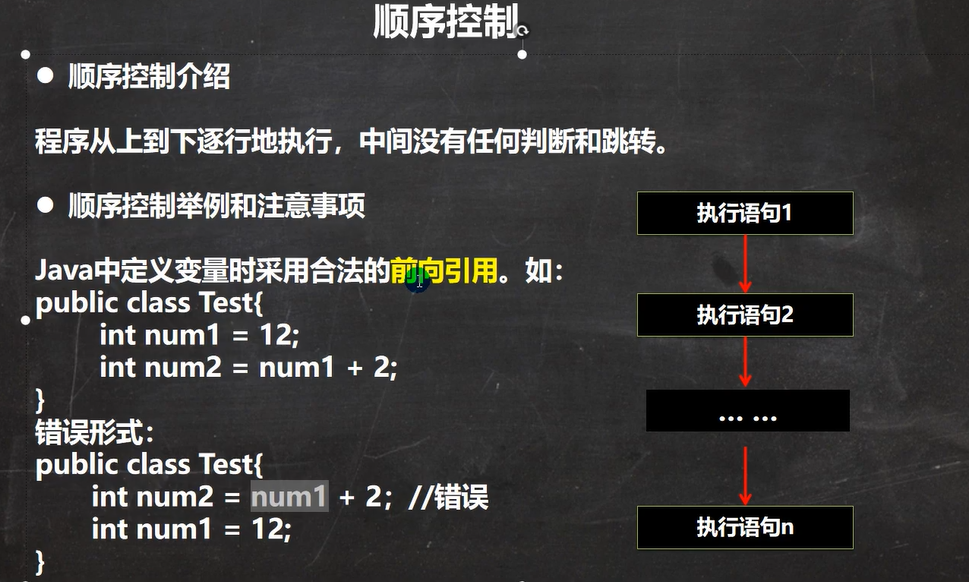 顺序控制
● 顺序控制介绍
程序从上到下逐行地执行，中间没有任何判断和跳转。
● 顺序控制举例和注意事项
Java中定义变量时采用合法的前向引用。如：
public class Test{
int num1 = 12;
int num2 = num1 + 2;
}
错误形式：
public class Test{
int num2 = num1 + 2；//错误
int num1 = 12;
}
执行语句1
执行语句2
... ...
执行语句n